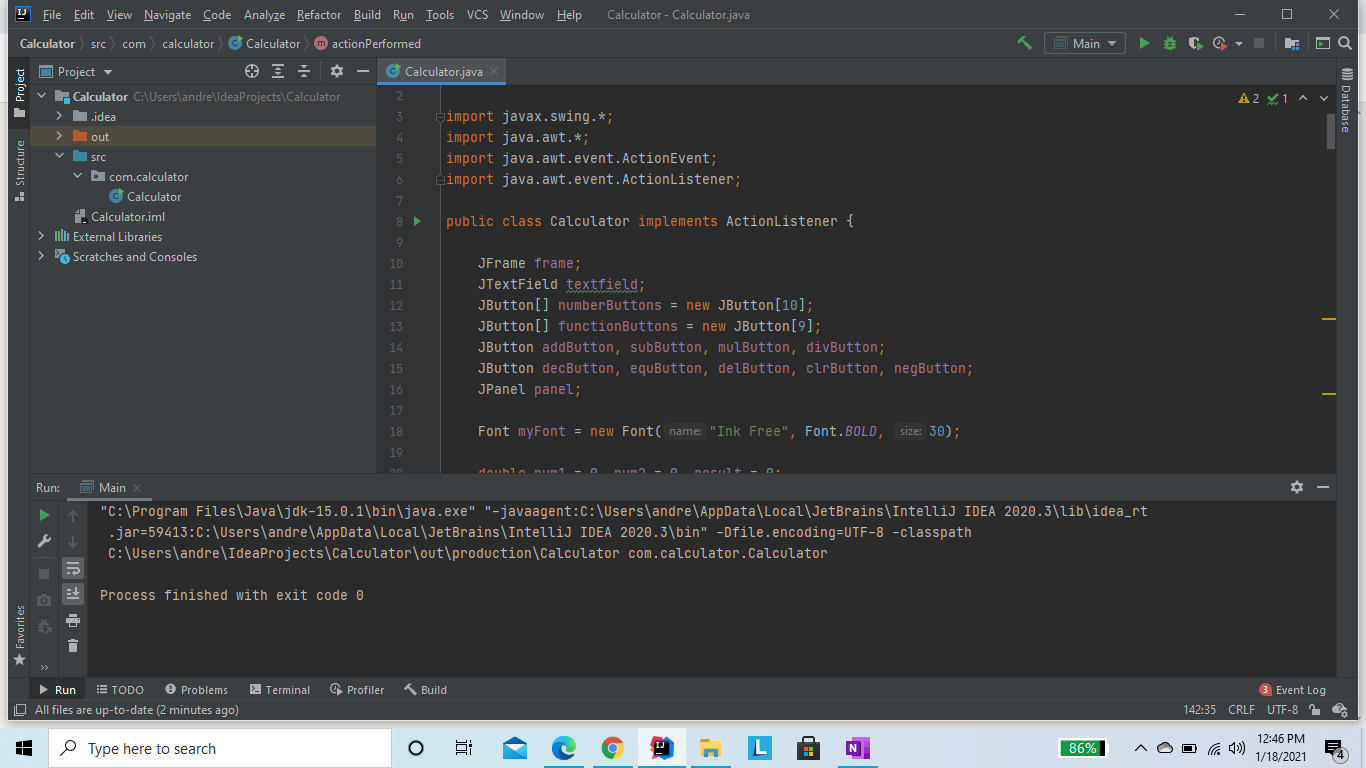 File Edit View Navigate Code Analyze Refactor Build Run Tools VCS Window Help Calculator - Calculator.java
Calculator src com calculator Calculator actionPerformed
Main
Project
Calculator.java
Project
Structure
Favorites
Database
Calculator C:\Users\andre\IdeaProjects\Calculator
.idea
out
src
com.calculator
Calculator
Calculator.iml
External Libraries
Scratches and Consoles
2 1
2
3 import javax.swing.*;
4 import java.awt.*;
5 import java.awt.event.ActionEvent;
6 import java.awt.event.ActionListener;
7
8 public class Calculator implements ActionListener {
9
10 JFrame frame;
11 JTextField textfield;
12 JButton[] numberButtons = new JButton[10];
13 JButton[] functionButtons = new JButton[9];
14 JButton addButton, subButton, mulButton, divButton;
15 JButton decButton, equButton, delButton, clrButton, negButton;
16 JPanel panel;
17
18 Font myFont = new Font( name: "Ink Free", Font.BOLD, size: 30);
19
20 double num1 = 0, num2 = 0, result = 0;
Run: Main
"C:\Program Files\Java\jdk-15.0.1\bin\java.exe" "-javaagent:C:\Users\andre\AppData\Local\JetBrains\IntelliJ IDEA 2020.3\lib\idea_rt
.jar=59413:C:\Users\andre\AppData\Local\JetBrains\IntelliJ IDEA 2020.3\bin" -Dfile.encoding=UTF-8 -classpath
C:\Users\andre\IdeaProjects\Calculator\out\production\Calculator com.calculator.Calculator
Process finished with exit code 0
Run TODO Problems Terminal Profiler Build 3 Event Log
All files are up-to-date (2 minutes ago) 142:35 CRLF UTF-8
Type here to search
86%
12:46 PM
1/18/2021
4